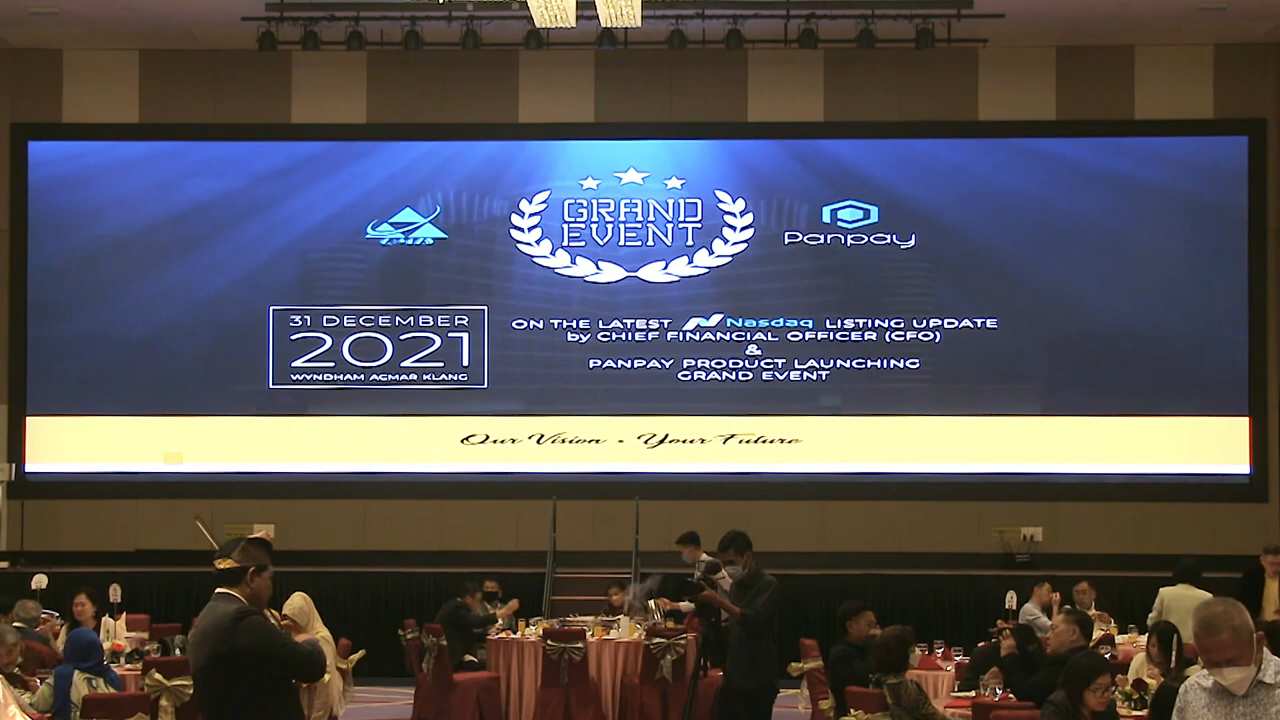 GRAND
EVENT
Panpay
31 DECEMBER
2021
WYNDHAM ACMAR KLANG
ON THE LATEST Nasdaq LISTING UPDATE
by CHIEF FINANCIAL OFFICER (CFO)
&
PANPAY PRODUCT LAUNCHING
GRAND EVENT
Our Vision - Your Future